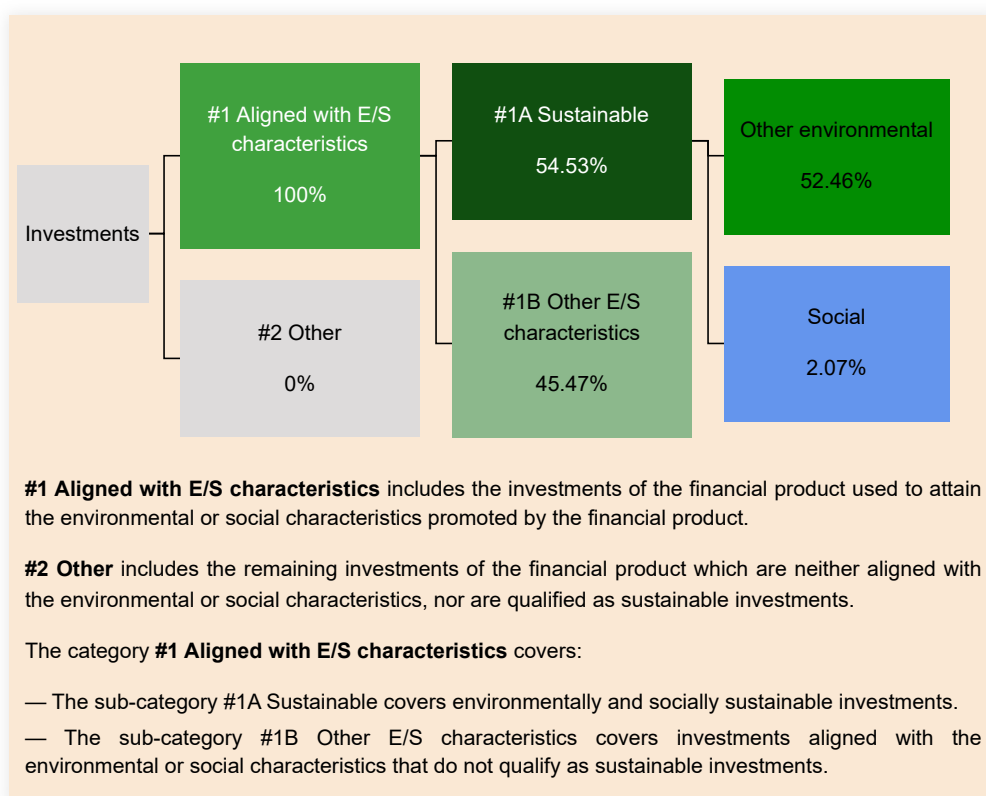 Investments
#1 Aligned with E/S
characteristics
100%
#2 Other
0%
#1A Sustainable
54.53%
#1B Other E/S
characteristics
45.47%
Other environmental
52.46%
Social
2.07%
#1 Aligned with E/S characteristics includes the investments of the financial product used to attain
the environmental or social characteristics promoted by the financial product.
#2 Other includes the remaining investments of the financial product which are neither aligned with
the environmental or social characteristics, nor are qualified as sustainable investments.
The category #1 Aligned with E/S characteristics covers:
— The sub-category #1A Sustainable covers environmentally and socially sustainable investments.
— The sub-category #1B Other E/S characteristics covers investments aligned with the
environmental or social characteristics that do not qualify as sustainable investments.